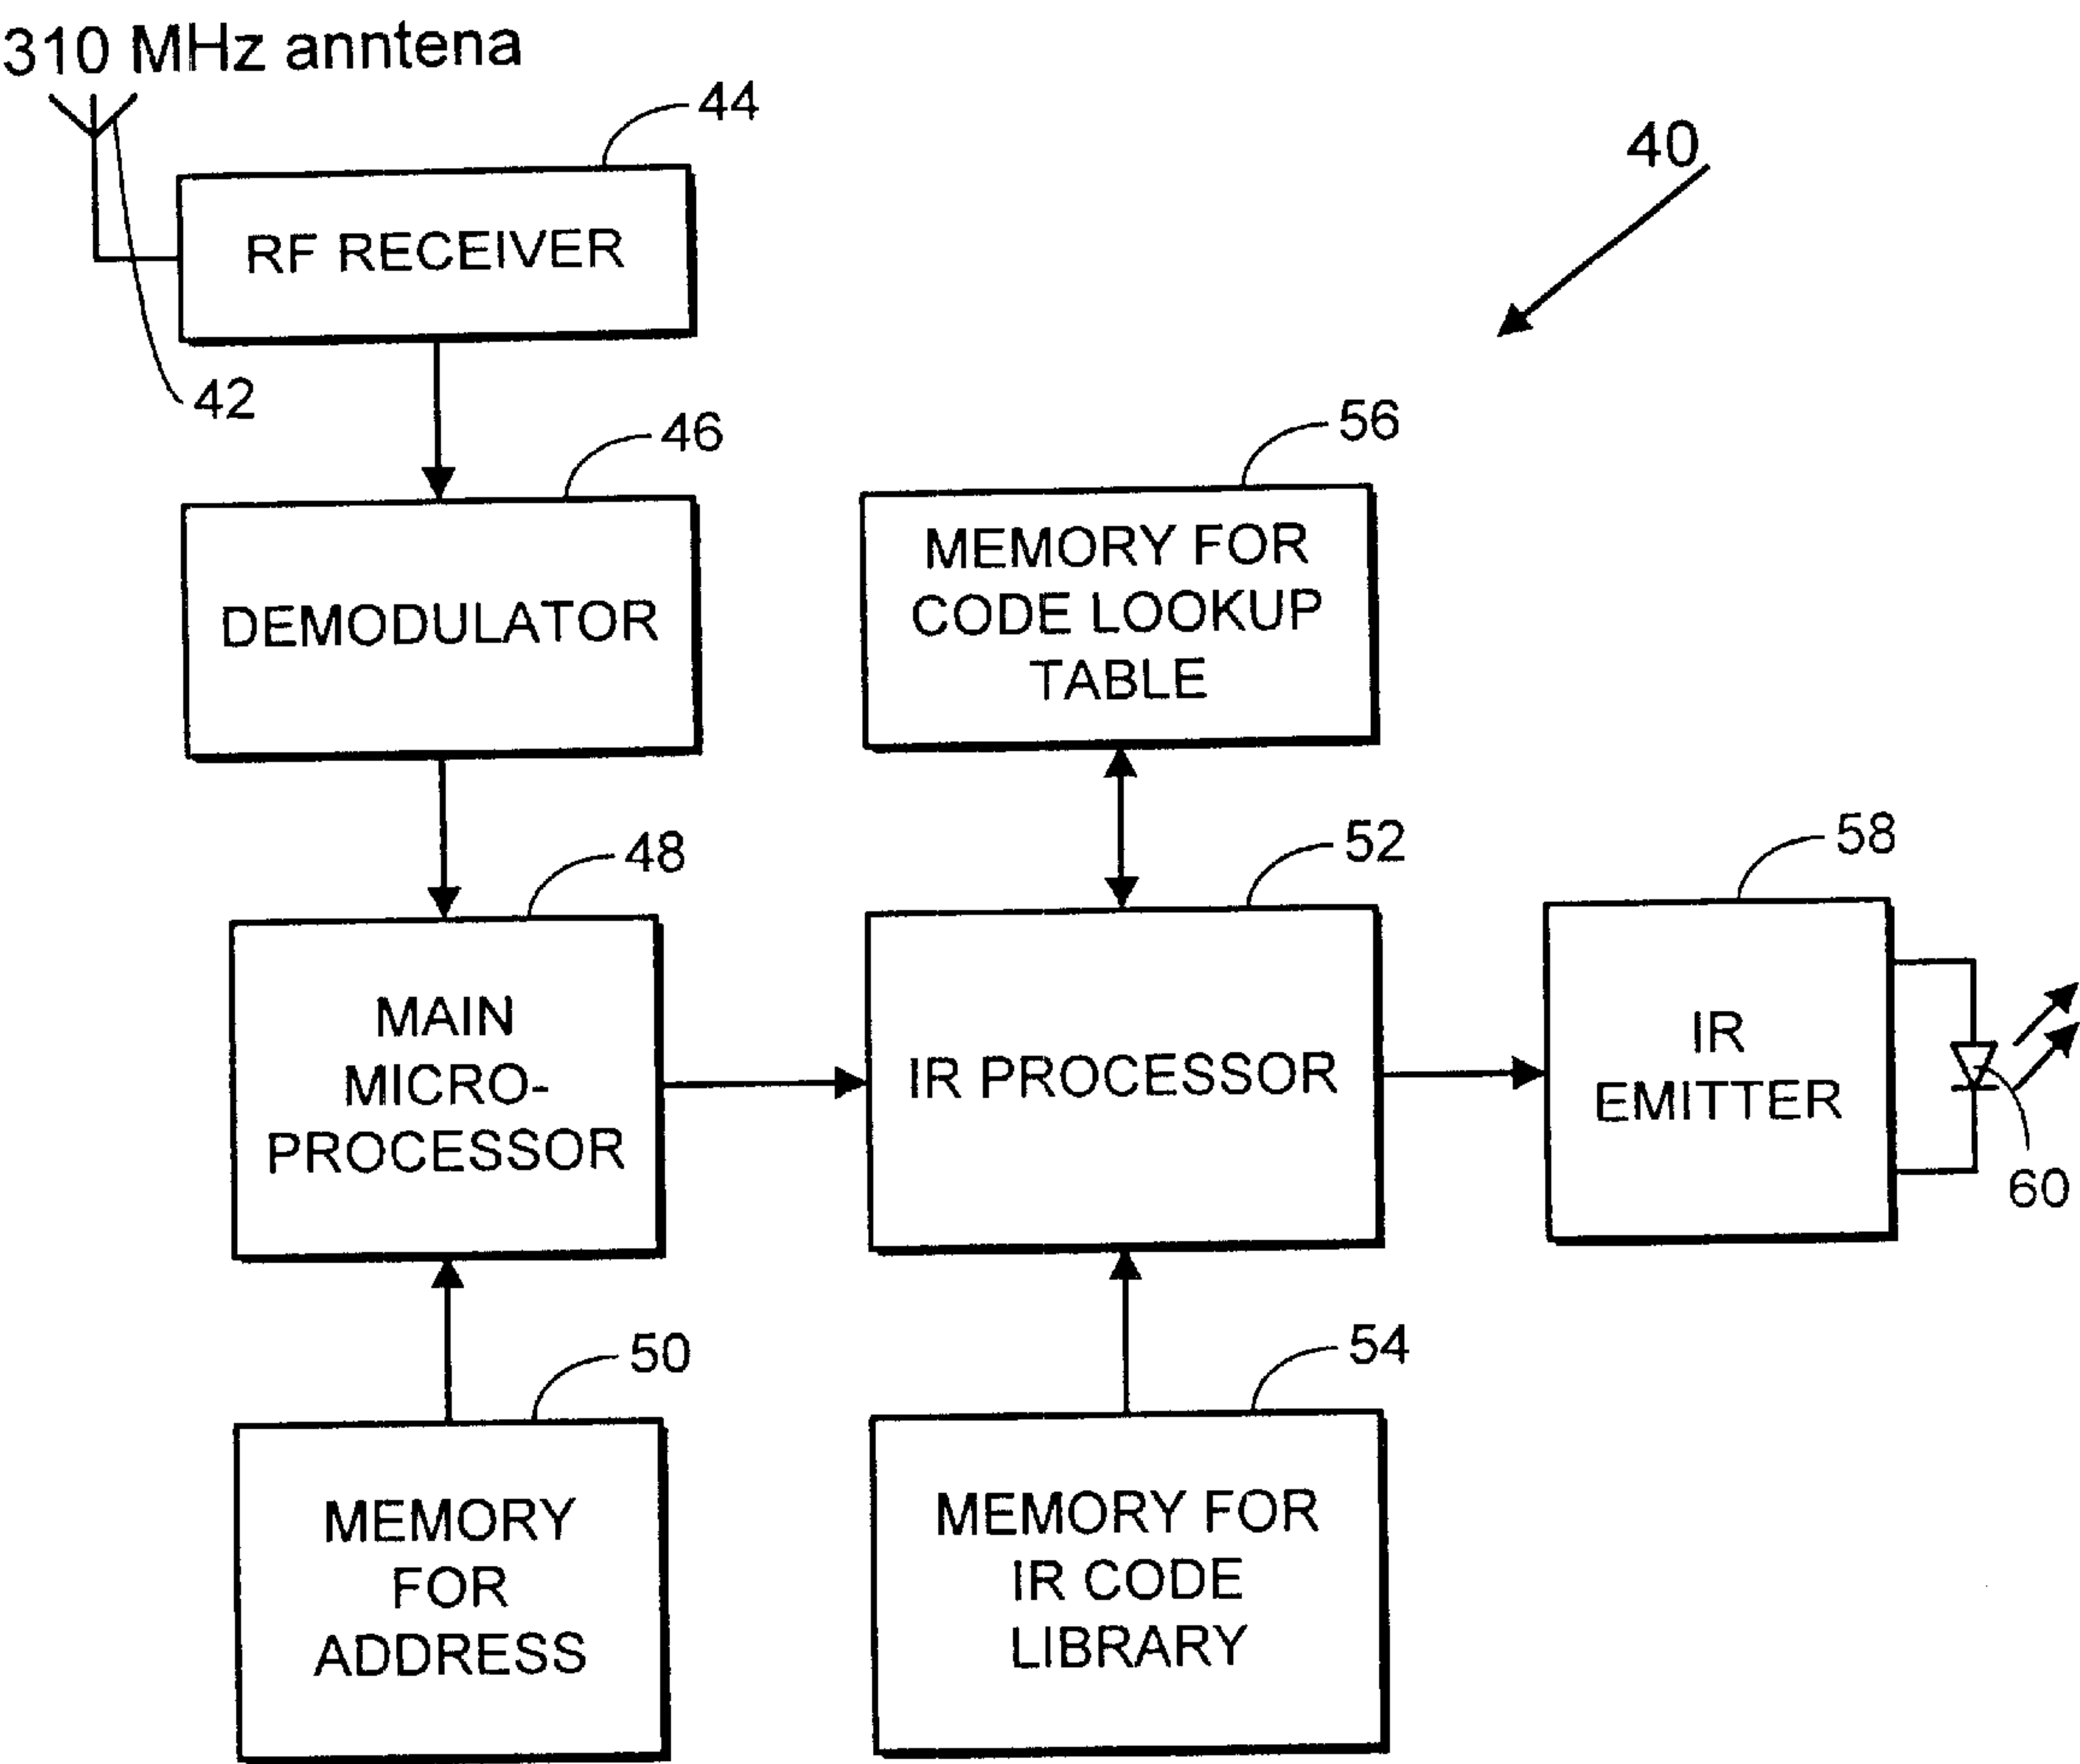 310 MHz anntena
44
40
RF RECEIVER
42
46
56
DEMODULATOR
MEMORY FOR
CODE LOOKUP
TABLE
48
52
58
MAIN
MICRO-
PROCESSOR
IR PROCESSOR
IR
EMITTER
60
50
54
MEMORY
FOR
ADDRESS
MEMORY FOR
IR CODE
LIBRARY